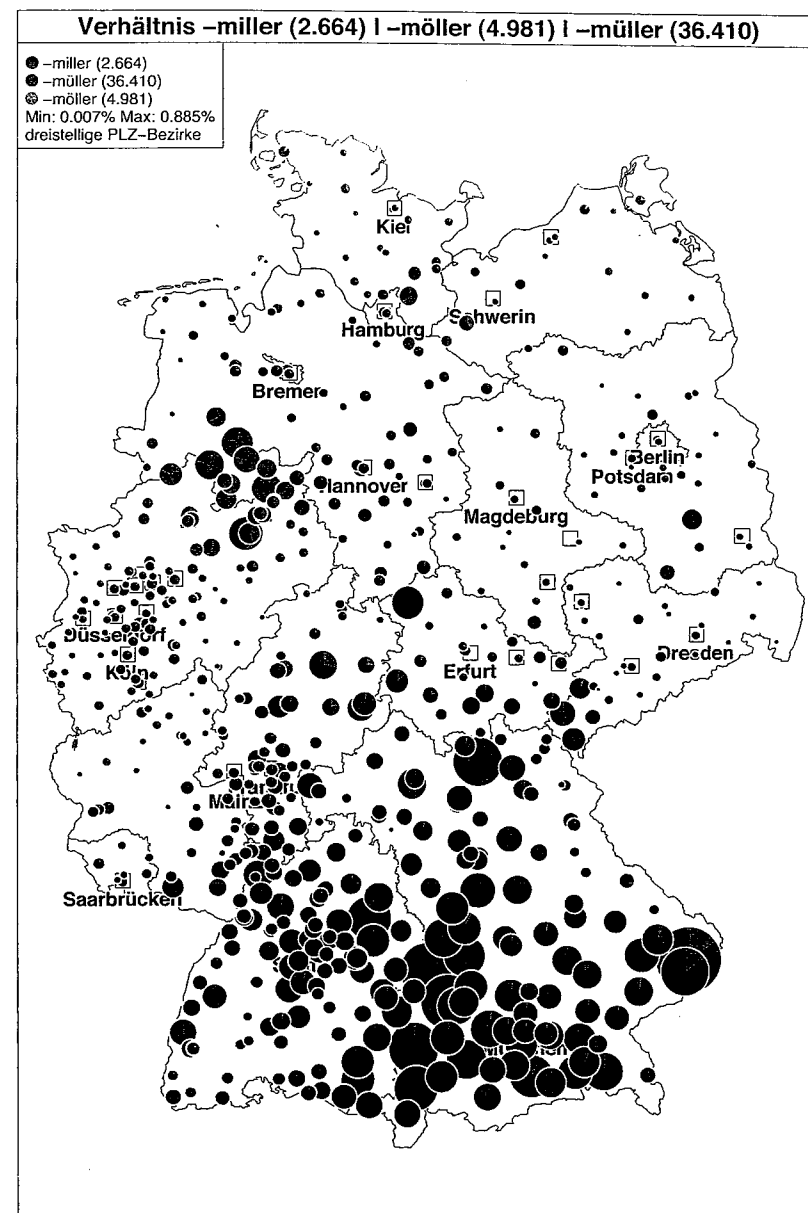 Verhältnis –miller (2.664) I –möller (4.981) I –müller (36.410)
–miller (2.664)
–müller (36.410)
–möller (4.981)
Min: 0.007% Max: 0.885%
dreistellige PLZ–Bezirke
Kiel
Hamburg
Schwerin
Bremen
Berlin
Potsdam
Hannover
Magdeburg
Düsseldorf
Köln
Erfurt
Dresden
Mainz
Saarbrücken
München